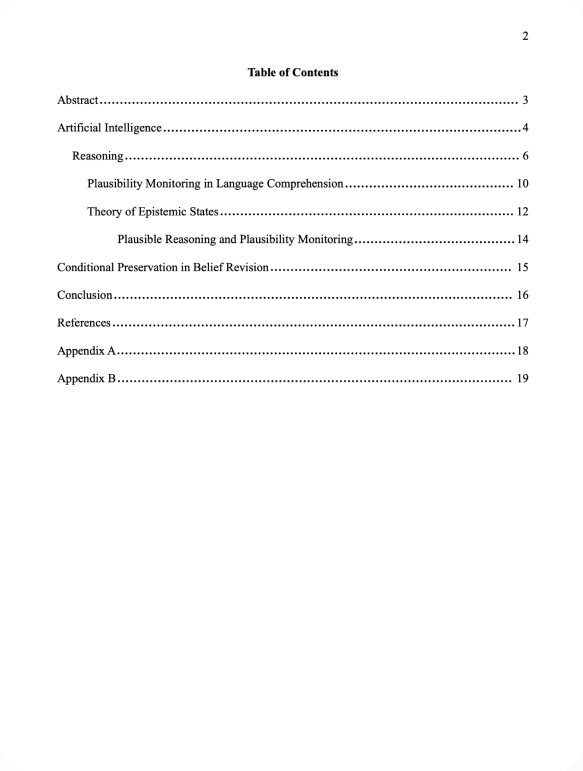 2
Table of Contents
Abstract........................................................................................................ 3
Artificial Intelligence.........................................................................................4
Reasoning.................................................................................................. 6
Plausibility Monitoring in Language Comprehension.......................................... 10
Theory of Epistemic States......................................................................... 12
Plausible Reasoning and Plausibility Monitoring........................................14
Conditional Preservation in Belief Revision............................................................ 15
Conclusion................................................................................................... 16
References....................................................................................................17
Appendix A...................................................................................................18
Appendix B.................................................................................................. 19